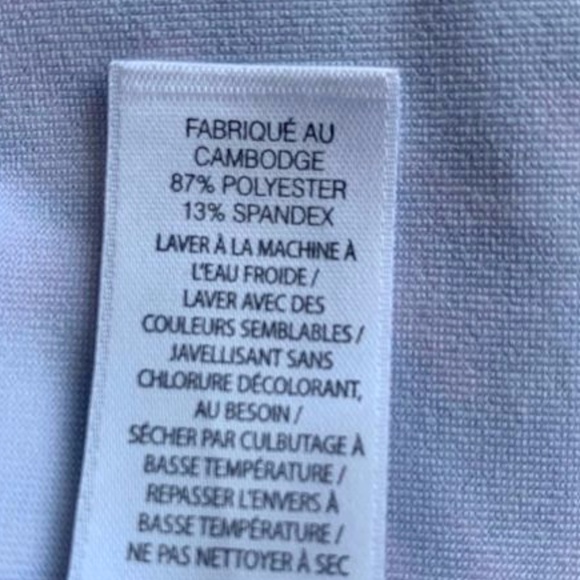 FABRIQUÉ AU
CAMBODGE
87% POLYESTER
13% SPANDEX
LAVER À LA MACHINE À
L'EAU FROIDE /
LAVER AVEC DES
COULEURS SEMBLABLES /
JAVELLISANT SANS
CHLORURE DÉCOLORANT,
AU BESOIN /
SÉCHER PAR CULBUTAGE À
BASSE TEMPÉRATURE /
REPASSER L'ENVERS À
BASSE TEMPÉRATURE /
NE PAS NETTOYER À SEC